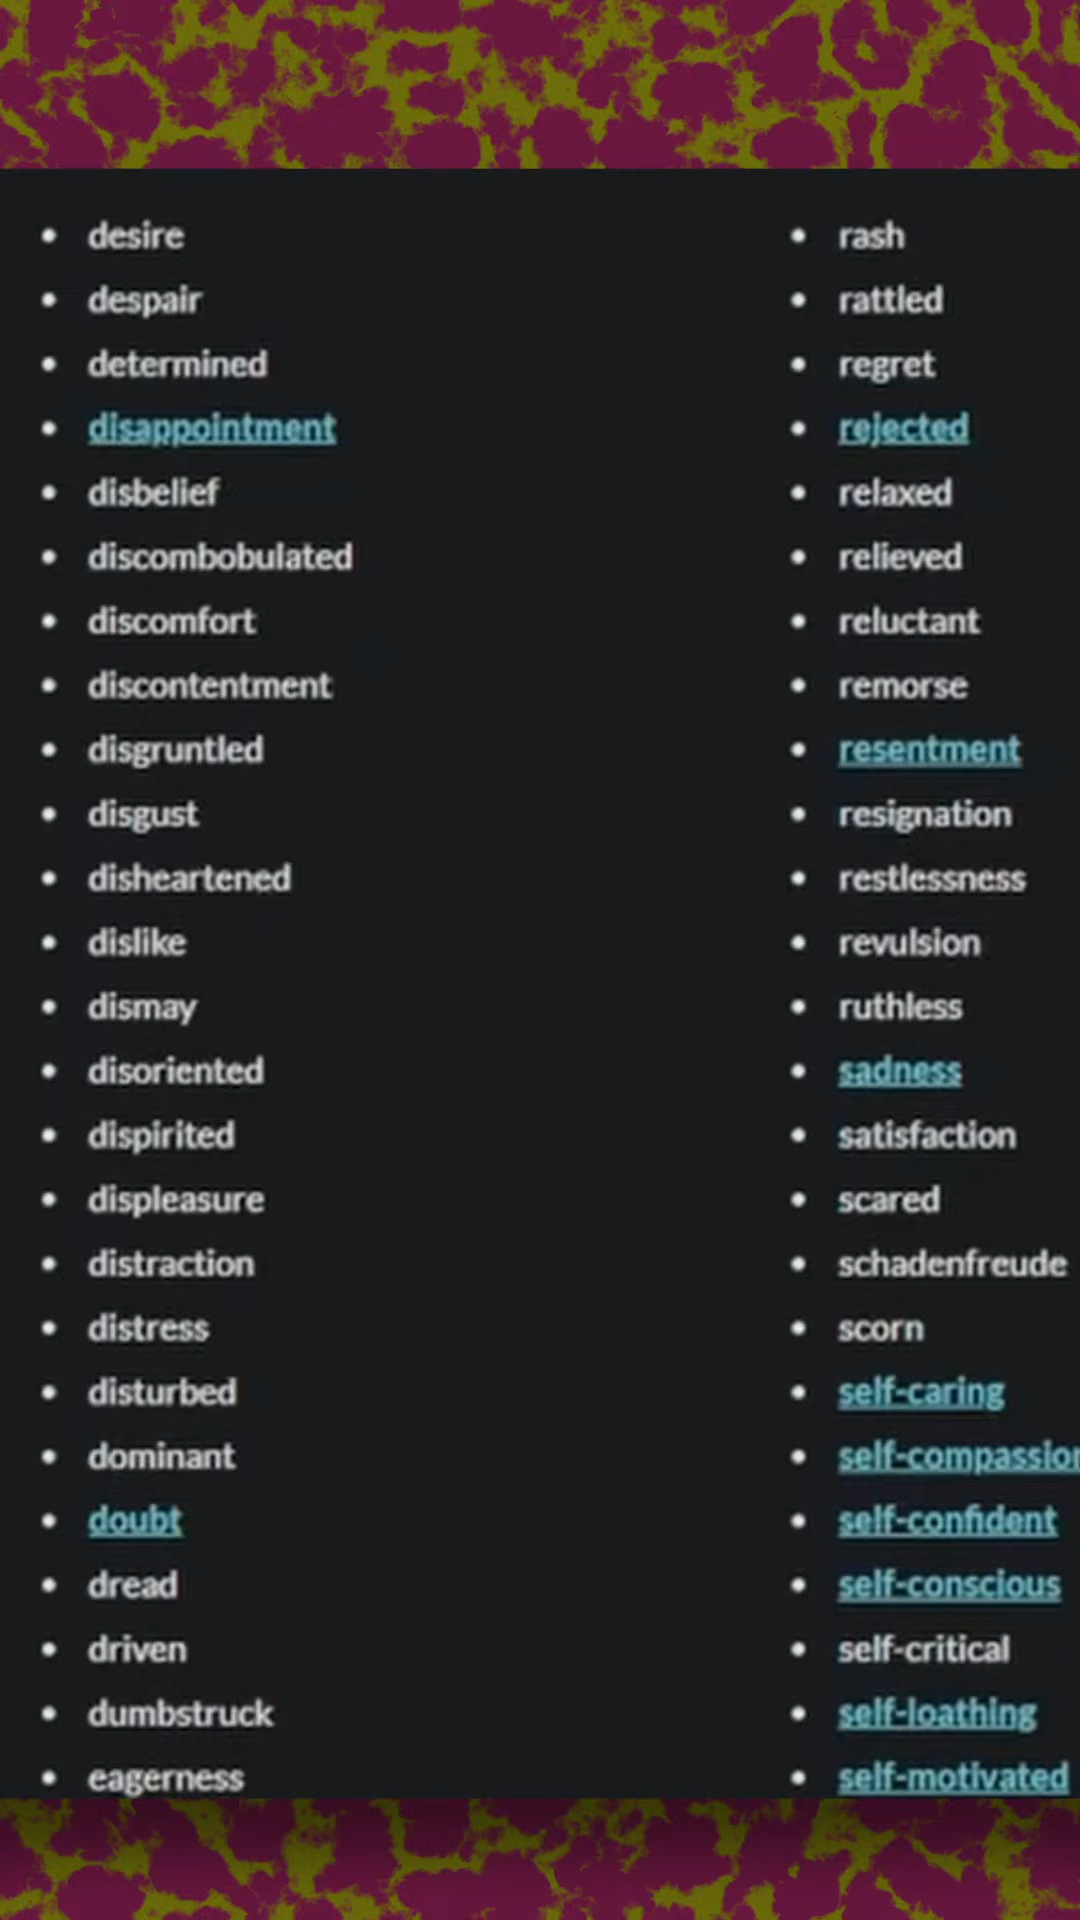 desire
despair
determined
disappointment
disbelief
discombobulated
discomfort
discontentment
disgruntled
disgust
disheartened
dislike
dismay
disoriented
dispirited
displeasure
distraction
distress
disturbed
dominant
doubt
dread
driven
dumbstruck
eagerness
rash
rattled
regret
rejected
relaxed
relieved
reluctant
remorse
resentment
resignation
restlessness
revulsion
ruthless
sadness
satisfaction
scared
schadenfreude
scorn
self-caring
self-compassion
self-confident
self-conscious
self-critical
self-loathing
self-motivated